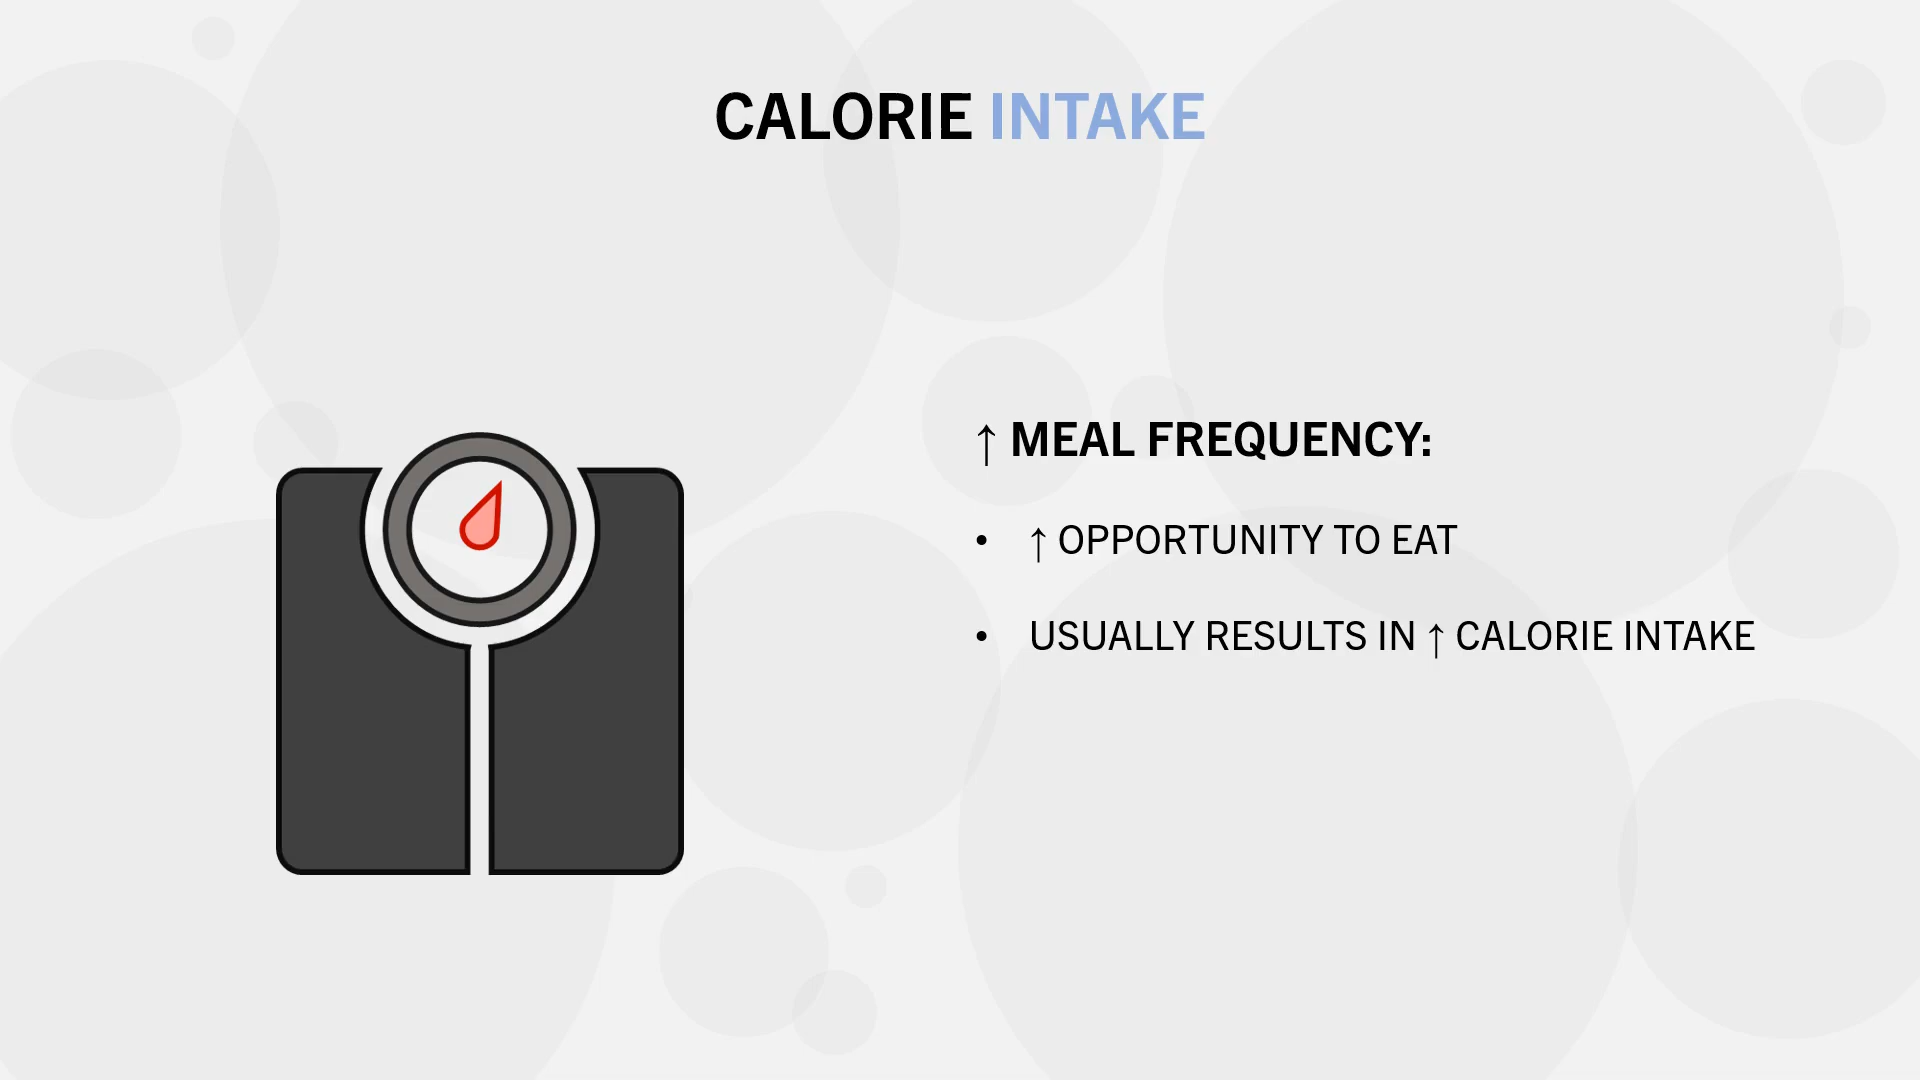 CALORIE INTAKE
↑ MEAL FREQUENCY:
• ↑ OPPORTUNITY TO EAT
• USUALLY RESULTS IN ↑ CALORIE INTAKE